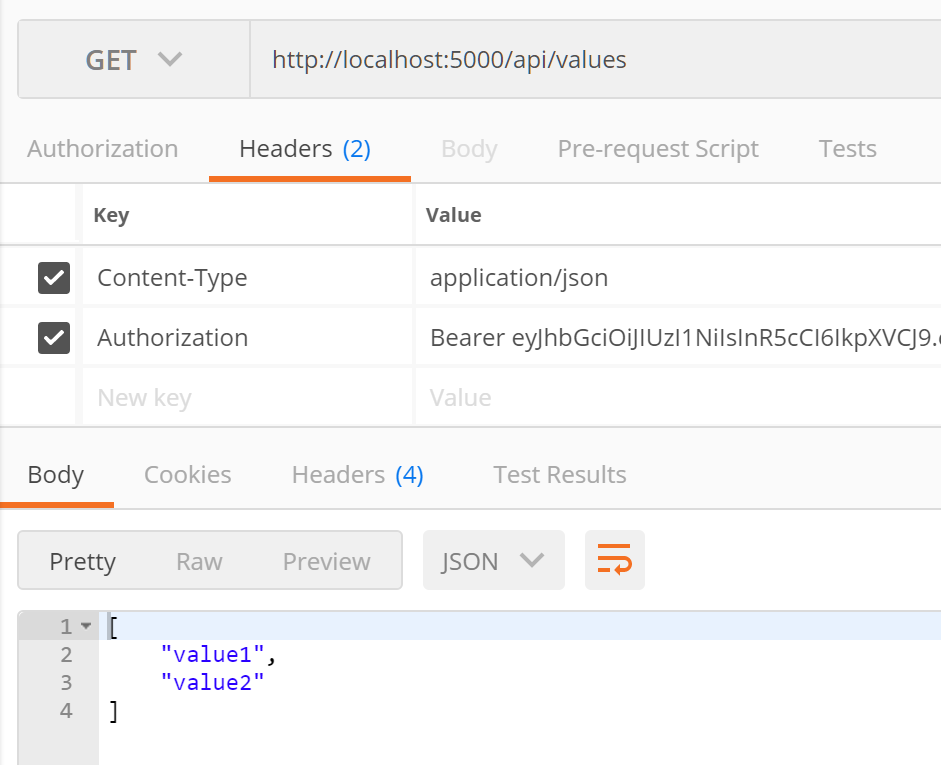 GET http://localhost:5000/api/values
Authorization Headers (2) Body Pre-request Script Tests
Key Value
Content-Type application/json
Authorization Bearer eyJhbGciOiJIUzI1NiIsInR5cCI6IkpXVCJ9.
New key Value
Body Cookies Headers (4) Test Results
Pretty Raw Preview JSON
1 [
2 "value1",
3 "value2"
4 ]